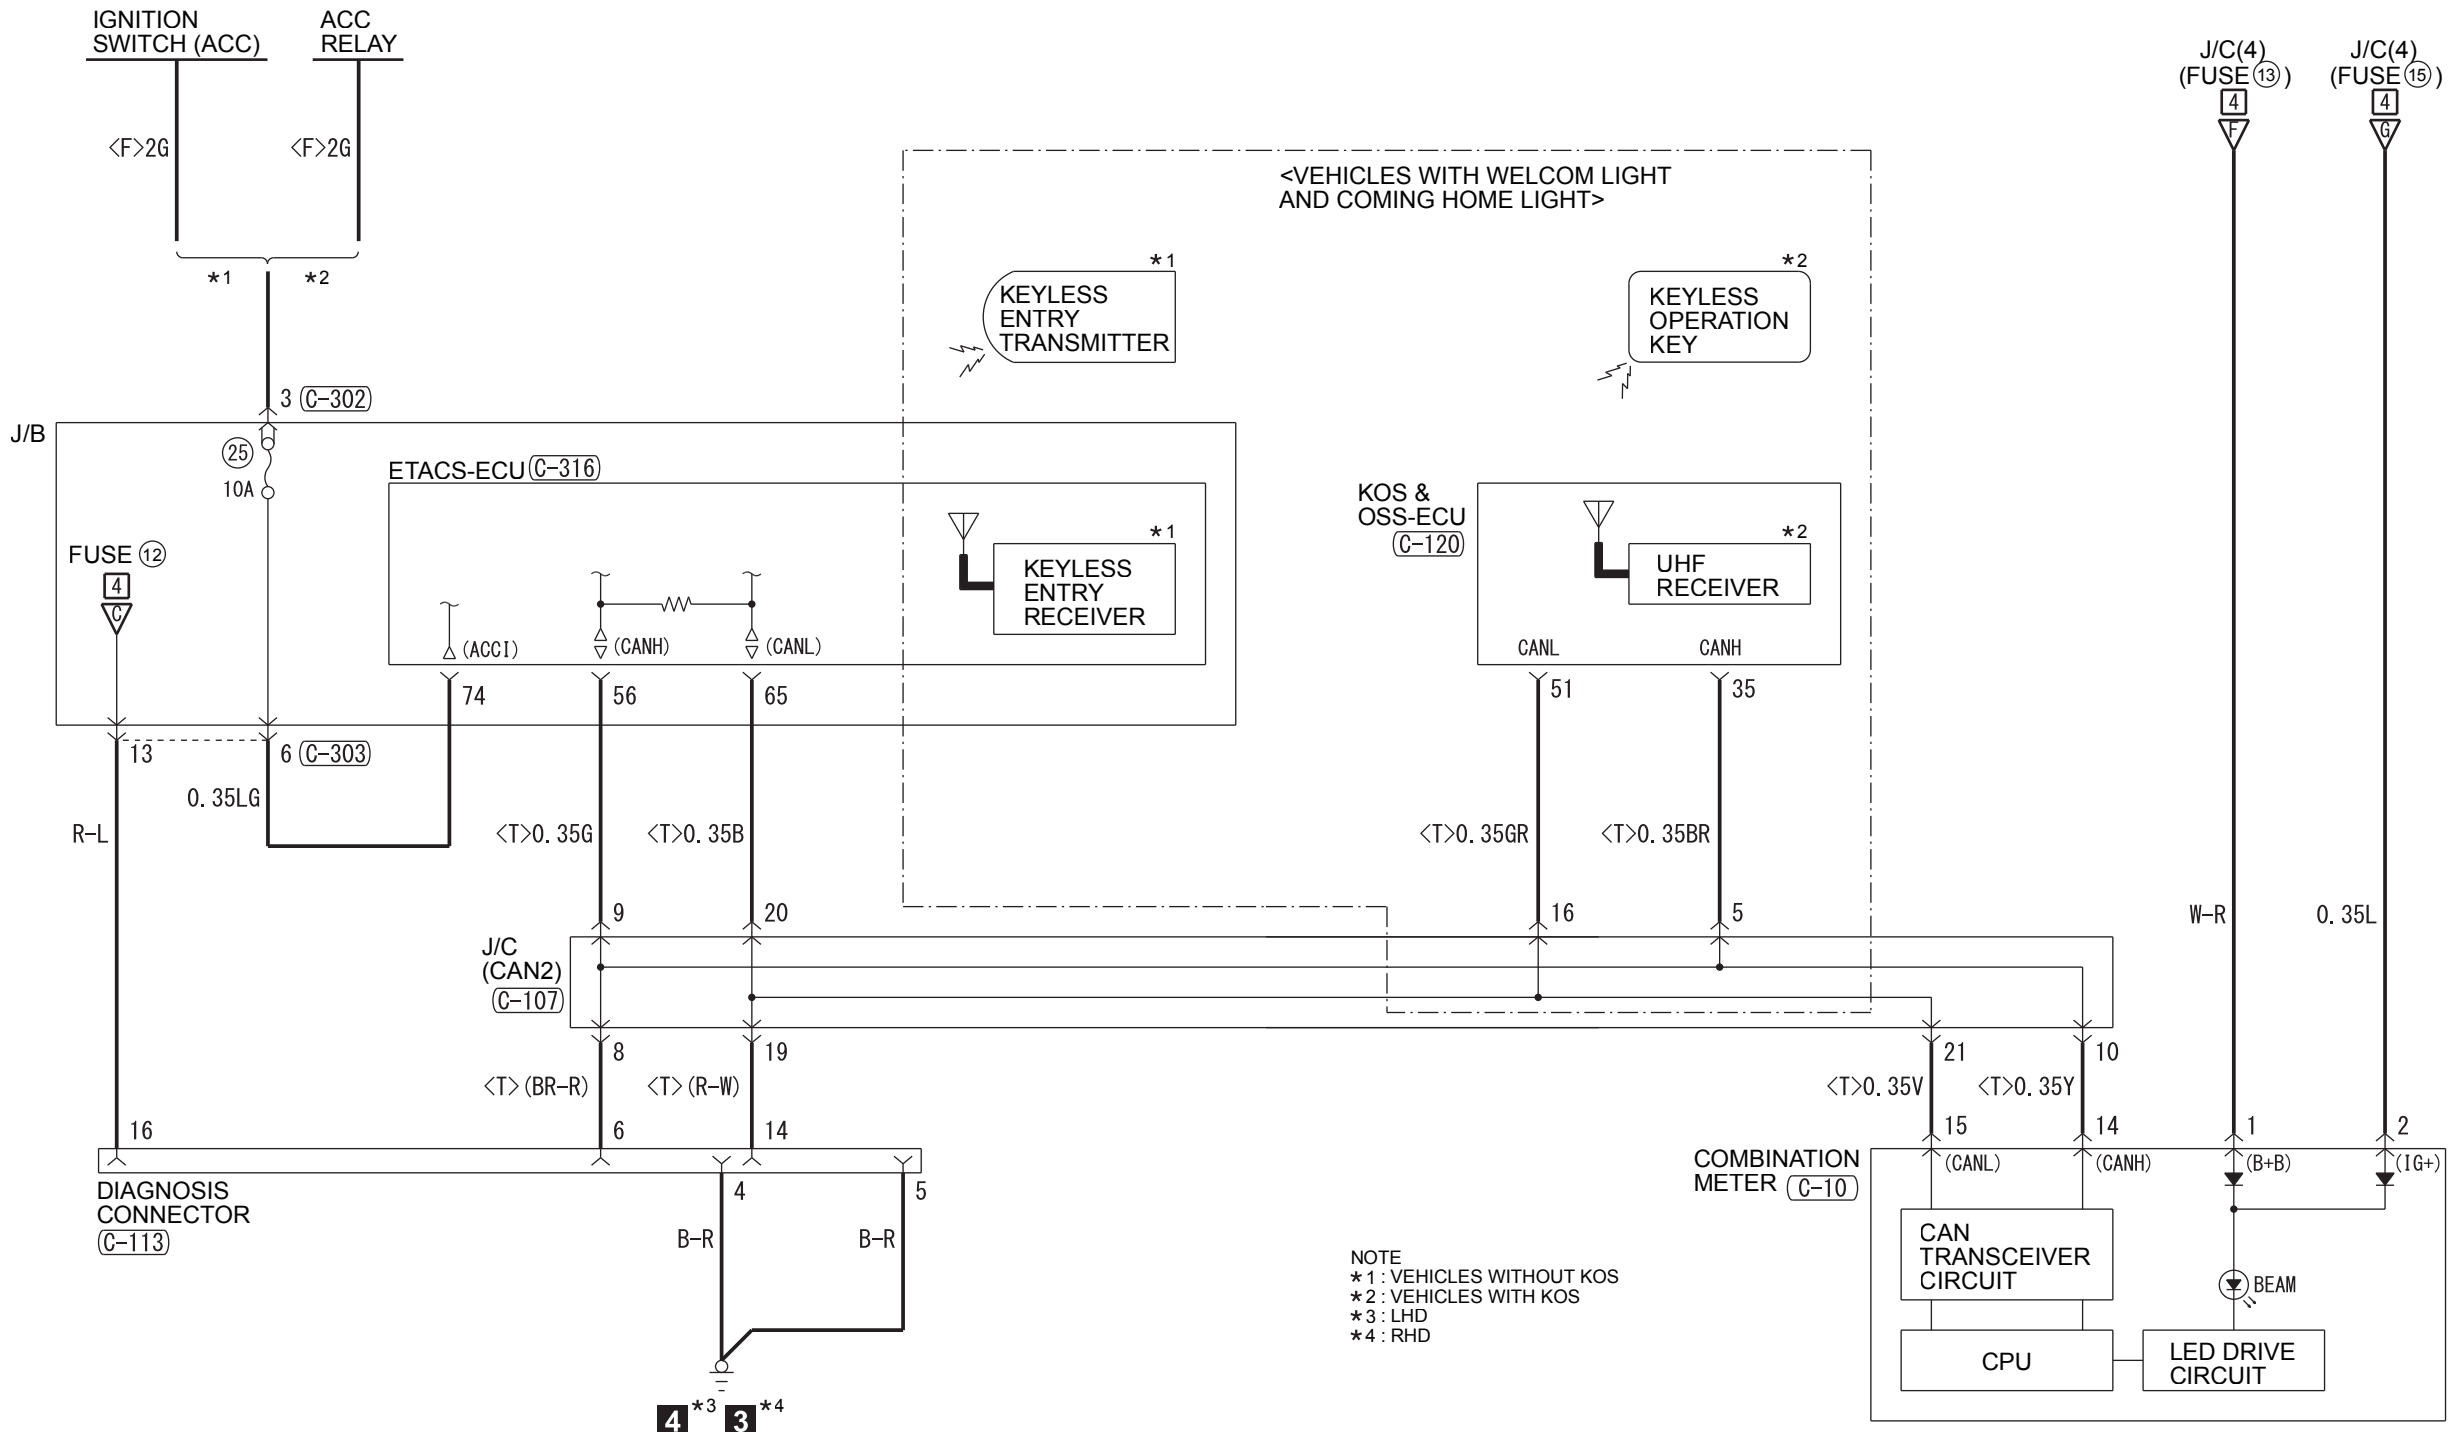 IGNITION
SWITCH (ACC)
ACC
RELAY
J/C(4)
(FUSE 13)
4
F
J/C(4)
(FUSE 15)
4
G
<F>2G
<F>2G
*1
*2
<VEHICLES WITH WELCOM LIGHT
AND COMING HOME LIGHT>
*1
KEYLESS
ENTRY
TRANSMITTER
*2
KEYLESS
OPERATION
KEY
3 (C-302)
J/B
25
10A
ETACS-ECU (C-316)
FUSE 12
4
C
(ACCI)
(CANH)
(CANL)
*1
KEYLESS
ENTRY
RECEIVER
KOS &
OSS-ECU
(C-120)
*2
UHF
RECEIVER
CANL
CANH
74
56
65
51
35
13
6 (C-303)
0.35LG
R-L
<T>0.35G
<T>0.35B
<T>0.35GR
<T>0.35BR
W-R
0.35L
9
20
16
5
J/C
(CAN2)
(C-107)
8
19
21
10
<T>(BR-R)
<T>(R-W)
<T>0.35V
<T>0.35Y
16
6
14
15
14
1
2
DIAGNOSIS
CONNECTOR
(C-113)
4
5
B-R
B-R
COMBINATION
METER (C-10)
(CANL)
(CANH)
(B+B)
(IG+)
CAN
TRANSCEIVER
CIRCUIT
BEAM
CPU
LED DRIVE
CIRCUIT
NOTE
*1 : VEHICLES WITHOUT KOS
*2 : VEHICLES WITH KOS
*3 : LHD
*4 : RHD
4 *3 3 *4